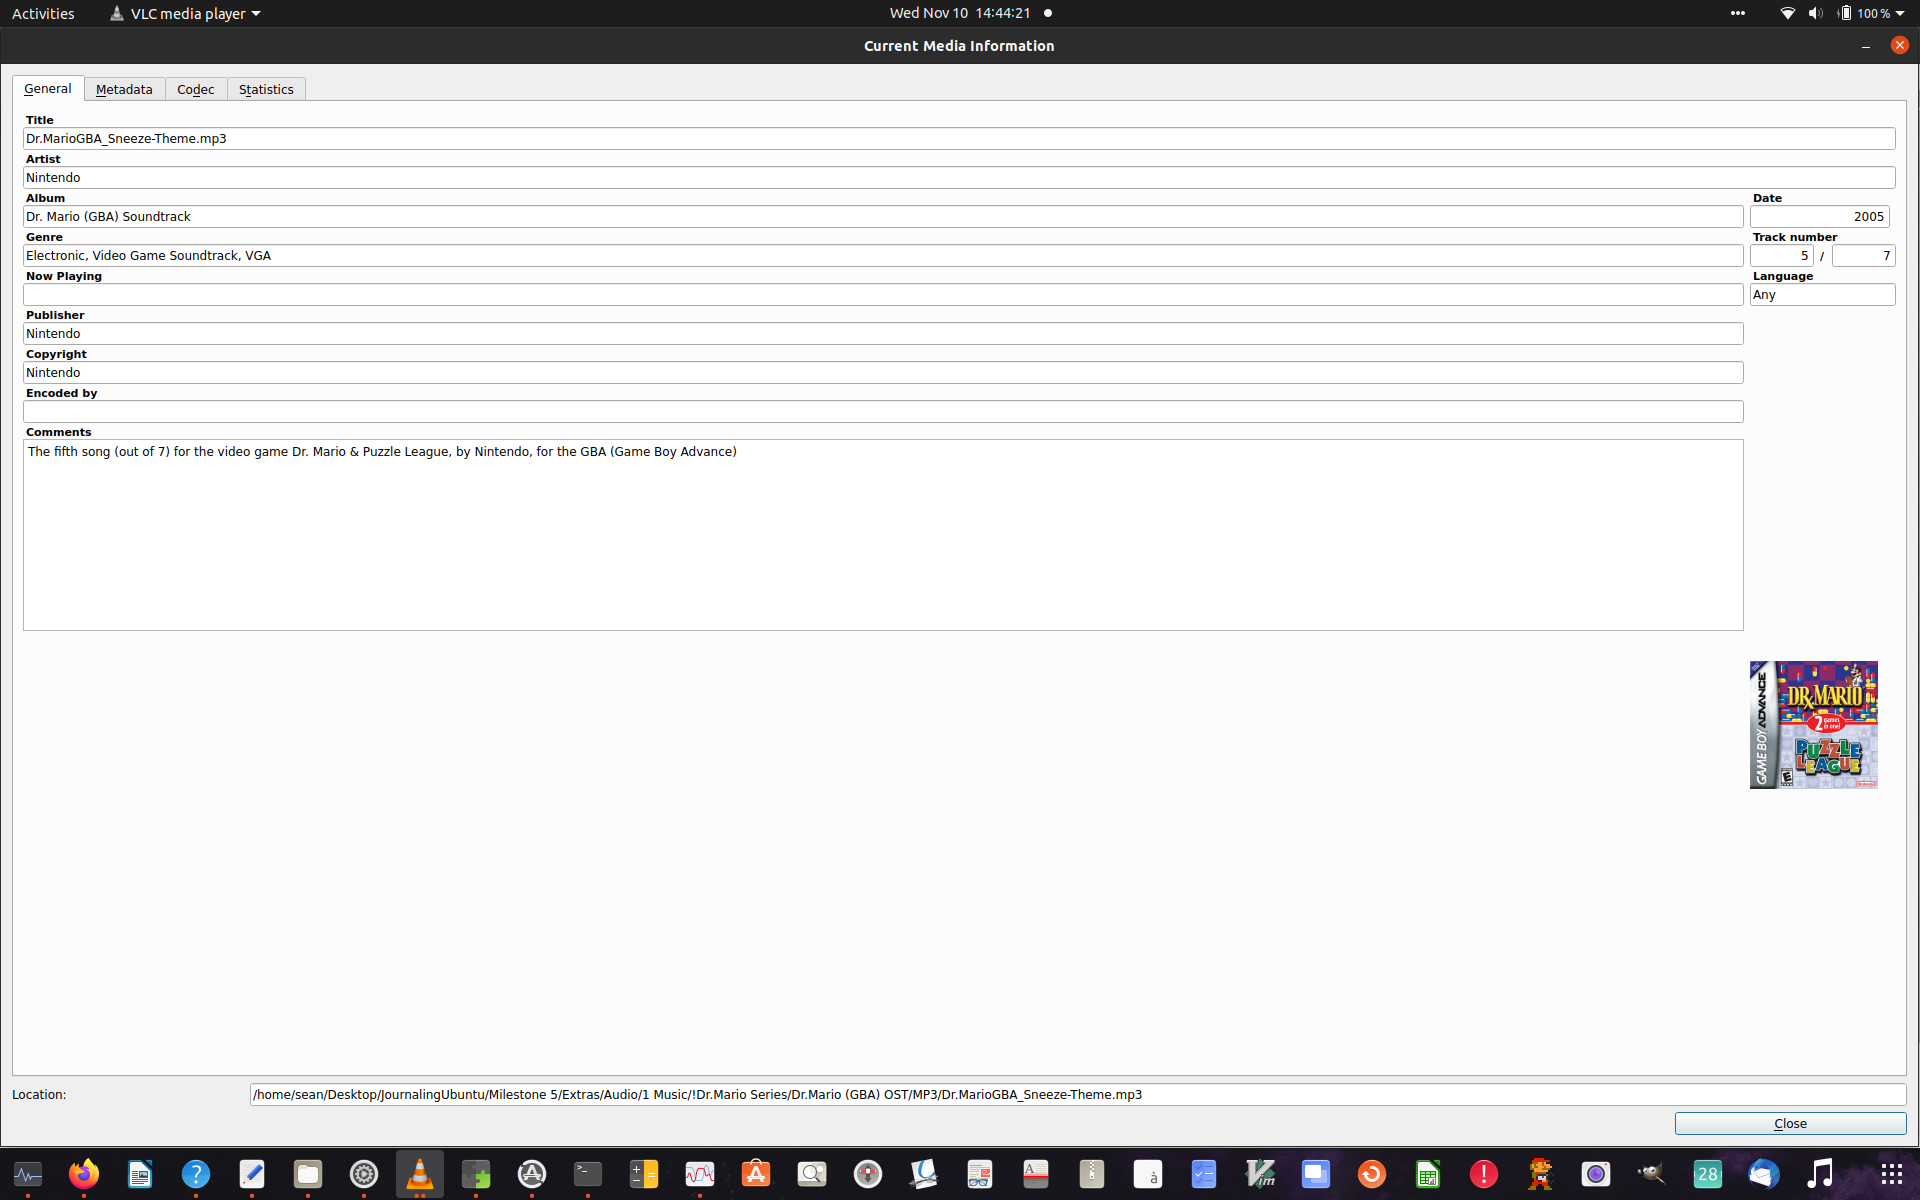 Activities VLC media player Wed Nov 10 14:44:21 100 %
Current Media Information
General Metadata Codec Statistics
Title
Dr.MarioGBA_Sneeze-Theme.mp3
Artist
Nintendo
Album Date
Dr. Mario (GBA) Soundtrack 2005
Genre Track number
Electronic, Video Game Soundtrack, VGA 5 / 7
Now Playing Language
Any
Publisher
Nintendo
Copyright
Nintendo
Encoded by
Comments
The fifth song (out of 7) for the video game Dr. Mario & Puzzle League, by Nintendo, for the GBA (Game Boy Advance)
GAME BOY ADVANCE
DR. MARIO
2 games in one!
PUZZLE
LEAGUE
E
Location: /home/sean/Desktop/JournalingUbuntu/Milestone 5/Extras/Audio/1 Music/!Dr.Mario Series/Dr.Mario (GBA) OST/MP3/Dr.MarioGBA_Sneeze-Theme.mp3
Close
28